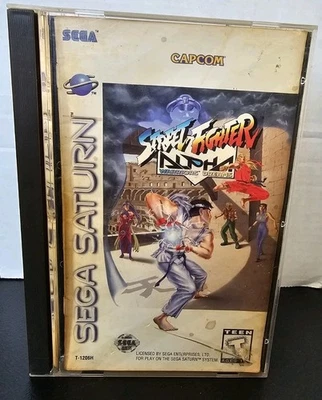 SEGA
CAPCOM
STREET FIGHTER
ALPHA
WARRIORS' DREAMS
SEGA SATURN
TEEN
T
LICENSED BY SEGA ENTERPRISES, LTD.
FOR PLAY ON THE SEGA SATURN™ SYSTEM
T-1206H